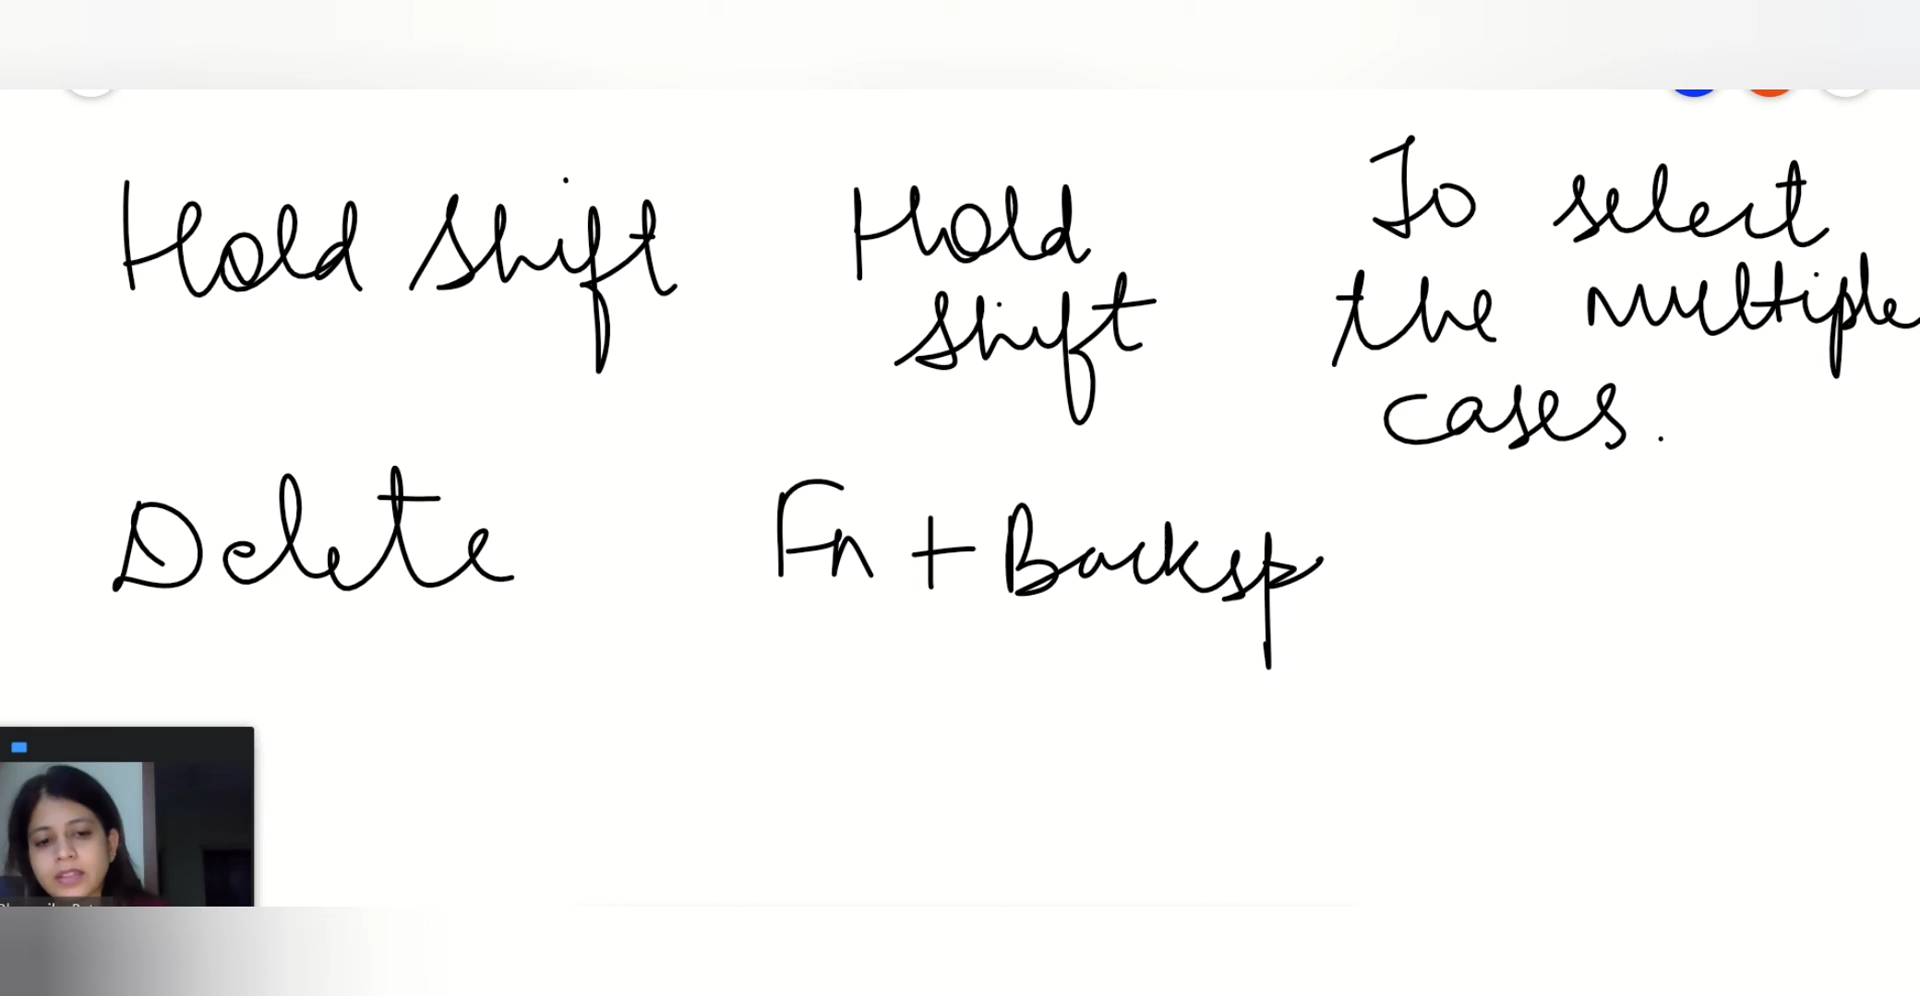 Hold Shift Hold To select
Shift the multiple
cases.
Delete Fn + Backsp